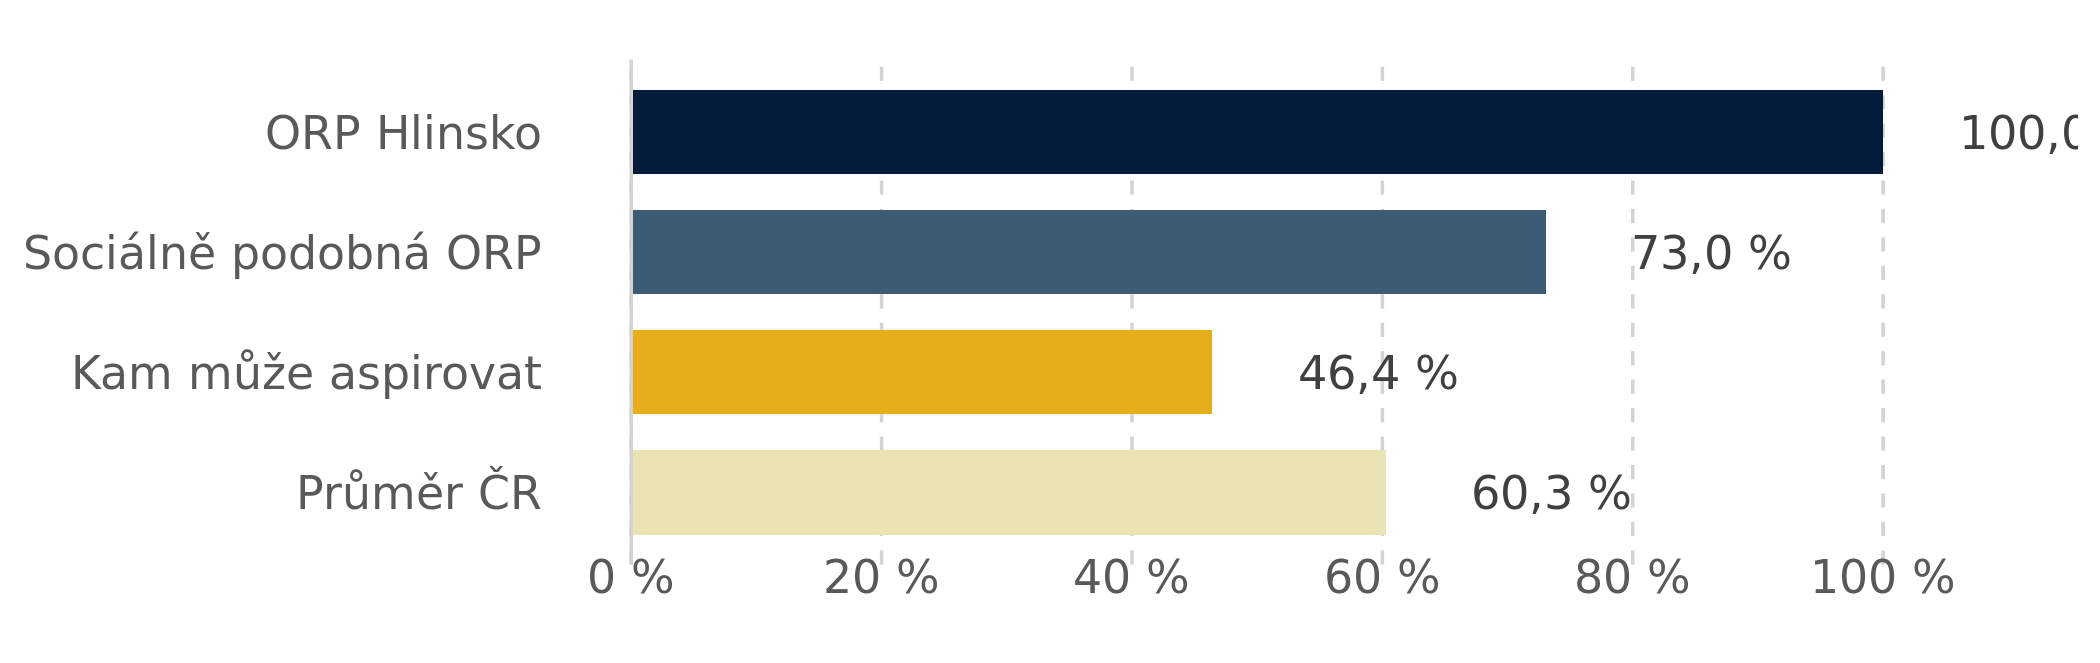 ORP Hlinsko 100,0
Sociálně podobná ORP 73,0 %
Kam může aspirovat 46,4 %
Průměr ČR 60,3 %
0 % 20 % 40 % 60 % 80 % 100 %